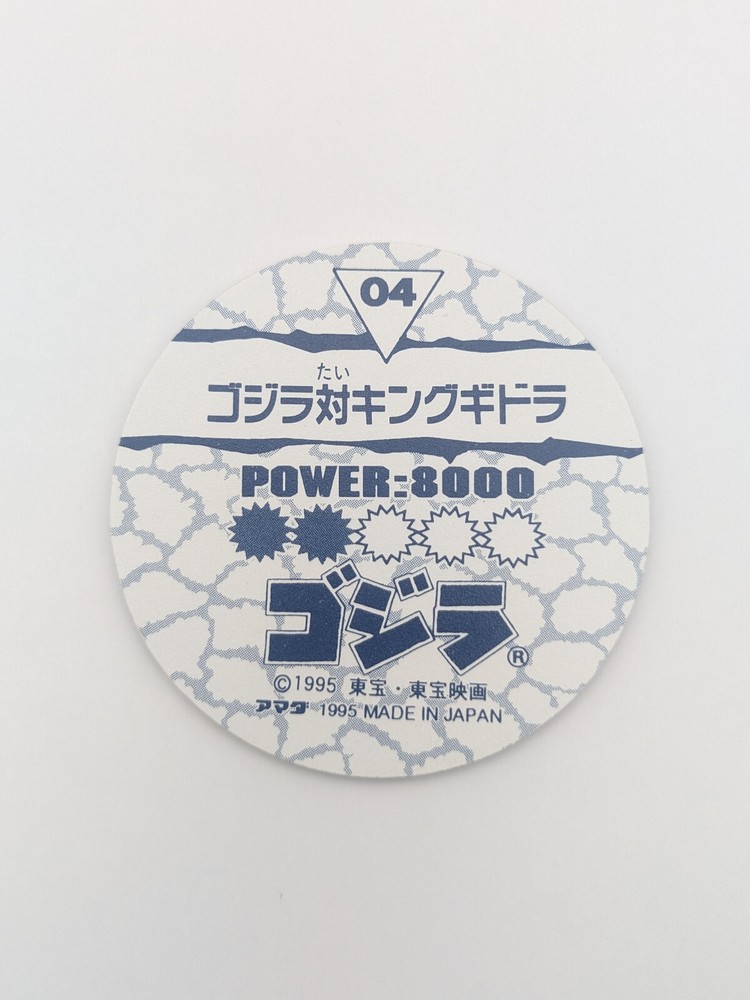 04
たい
ゴジラ対キングギドラ
POWER:8000
ゴジラ®
©1995 東宝・東宝映画
アマダ 1995 MADE IN JAPAN